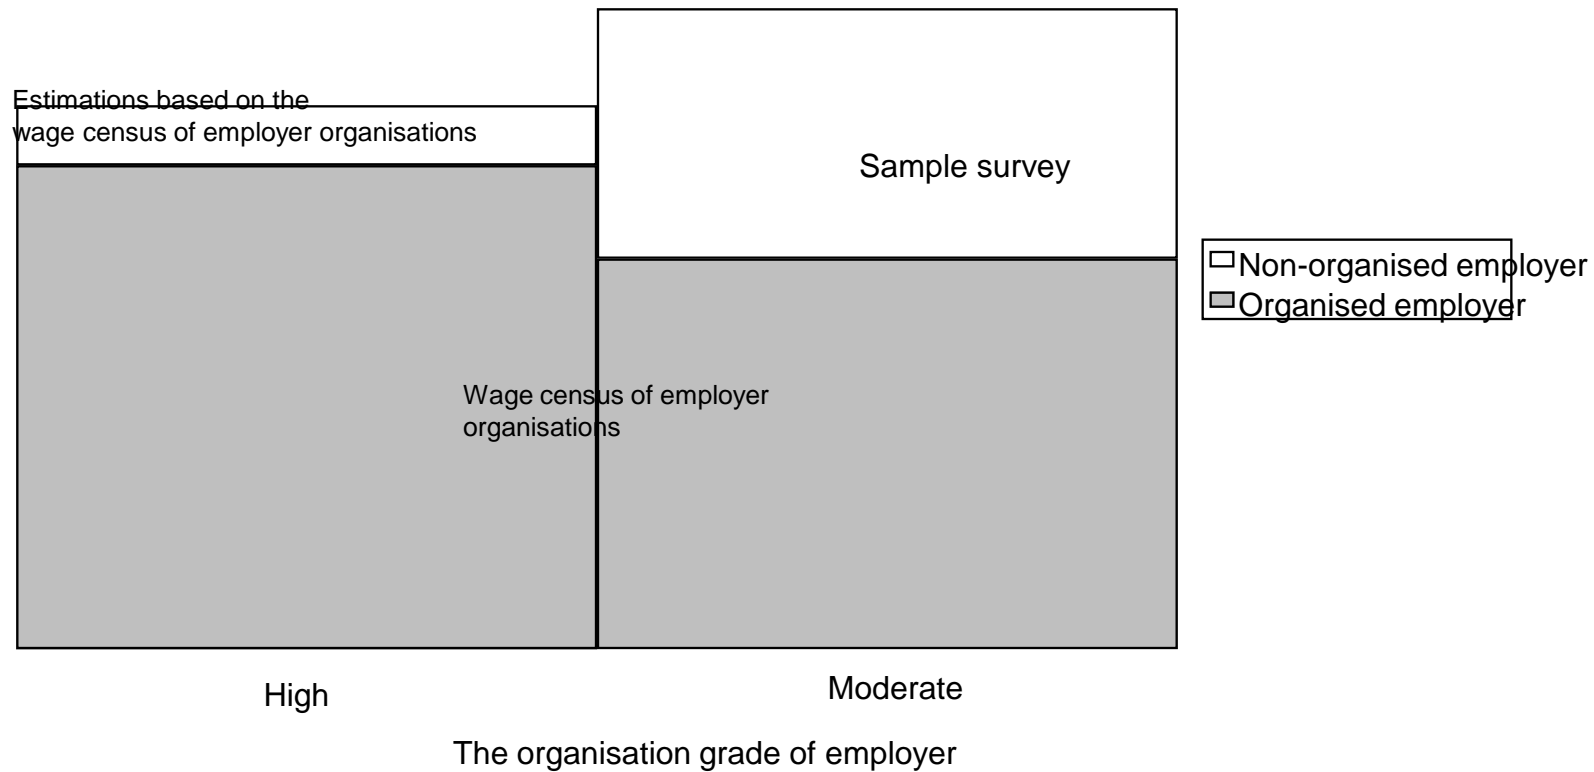 Estimations based on the
wage census of employer organisations
Sample survey
Non-organised employer
Organised employer
Wage census of employer
organisations
High
Moderate
The organisation grade of employer